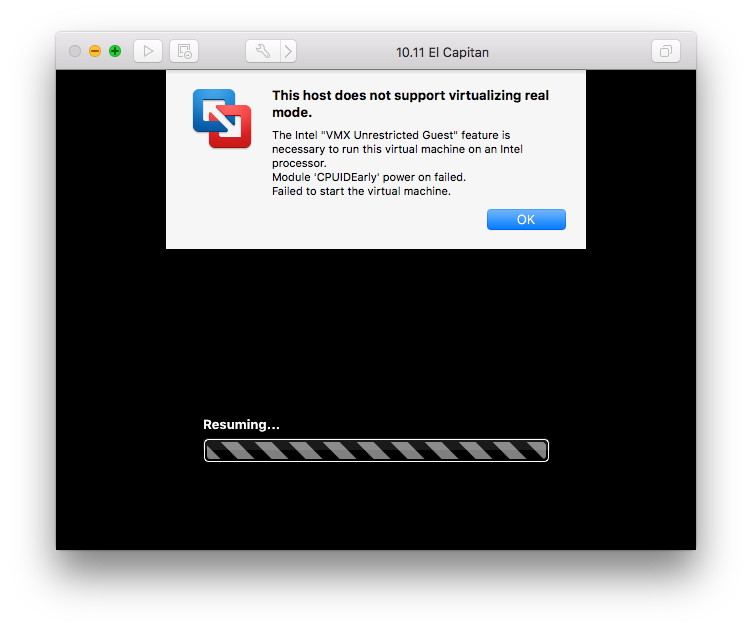 10.11 El Capitan
This host does not support virtualizing real
mode.
The Intel "VMX Unrestricted Guest" feature is
necessary to run this virtual machine on an Intel
processor.
Module 'CPUIDEarly' power on failed.
Failed to start the virtual machine.
OK
Resuming...